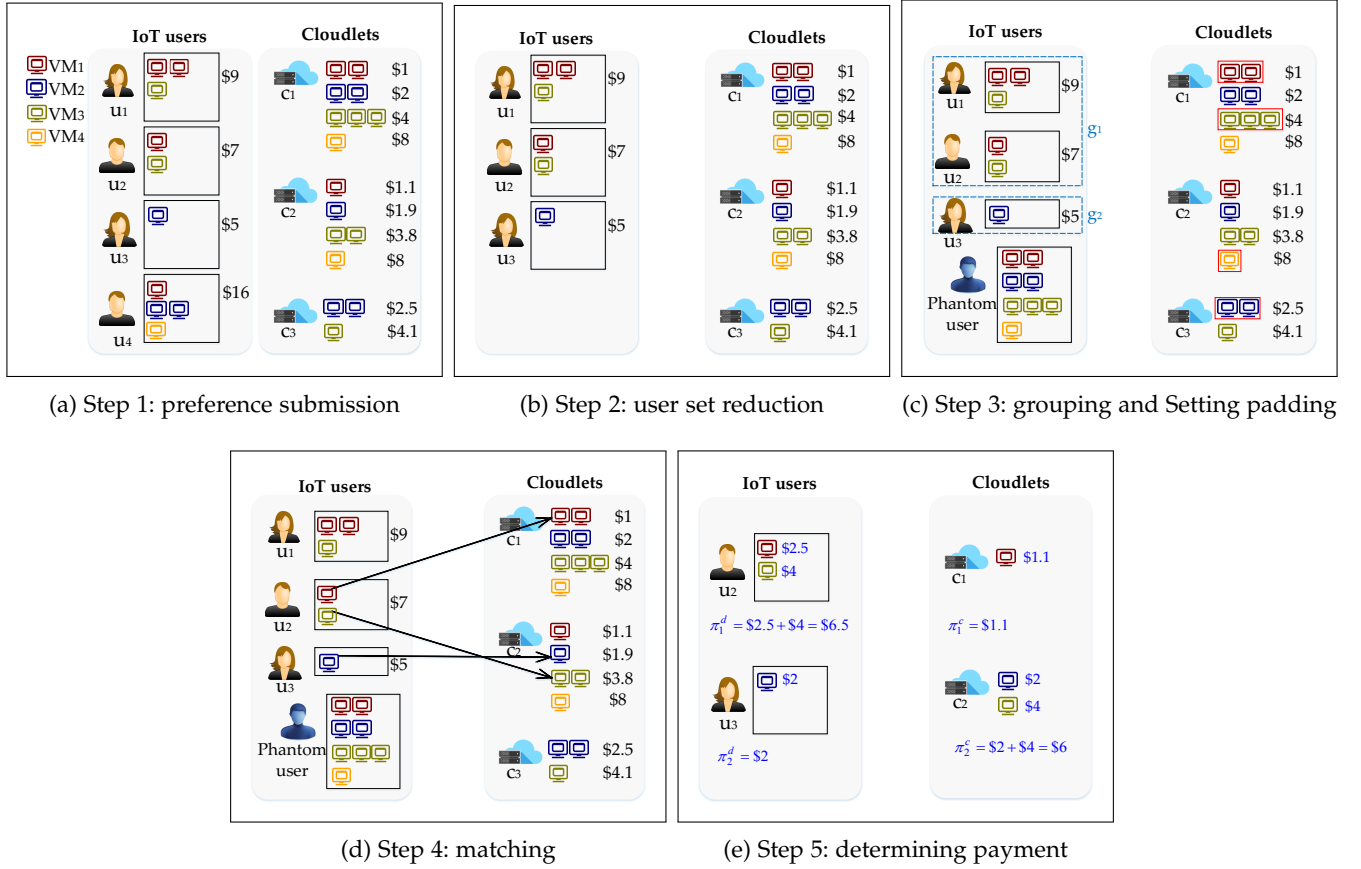 IoT users
Cloudlets
VM1
VM2
VM3
VM4
u1
$9
u2
$7
u3
$5
u4
$16
c1
$1
$2
$4
$8
c2
$1.1
$1.9
$3.8
$8
c3
$2.5
$4.1
(a) Step 1: preference submission
IoT users
Cloudlets
u1
$9
u2
$7
u3
$5
c1
$1
$2
$4
$8
c2
$1.1
$1.9
$3.8
$8
c3
$2.5
$4.1
(b) Step 2: user set reduction
IoT users
Cloudlets
u1
$9
g1
u2
$7
u3
$5
g2
Phantom
user
c1
$1
$2
$4
$8
c2
$1.1
$1.9
$3.8
$8
c3
$2.5
$4.1
(c) Step 3: grouping and Setting padding
IoT users
Cloudlets
u1
$9
u2
$7
u3
$5
Phantom
user
c1
$1
$2
$4
$8
c2
$1.1
$1.9
$3.8
$8
c3
$2.5
$4.1
(d) Step 4: matching
IoT users
Cloudlets
u2
$2.5
$4
π₁ᵈ = $2.5 + $4 = $6.5
u3
$2
π₂ᵈ = $2
c1
$1.1
π₁ᶜ = $1.1
c2
$2
$4
π₂ᶜ = $2 + $4 = $6
(e) Step 5: determining payment